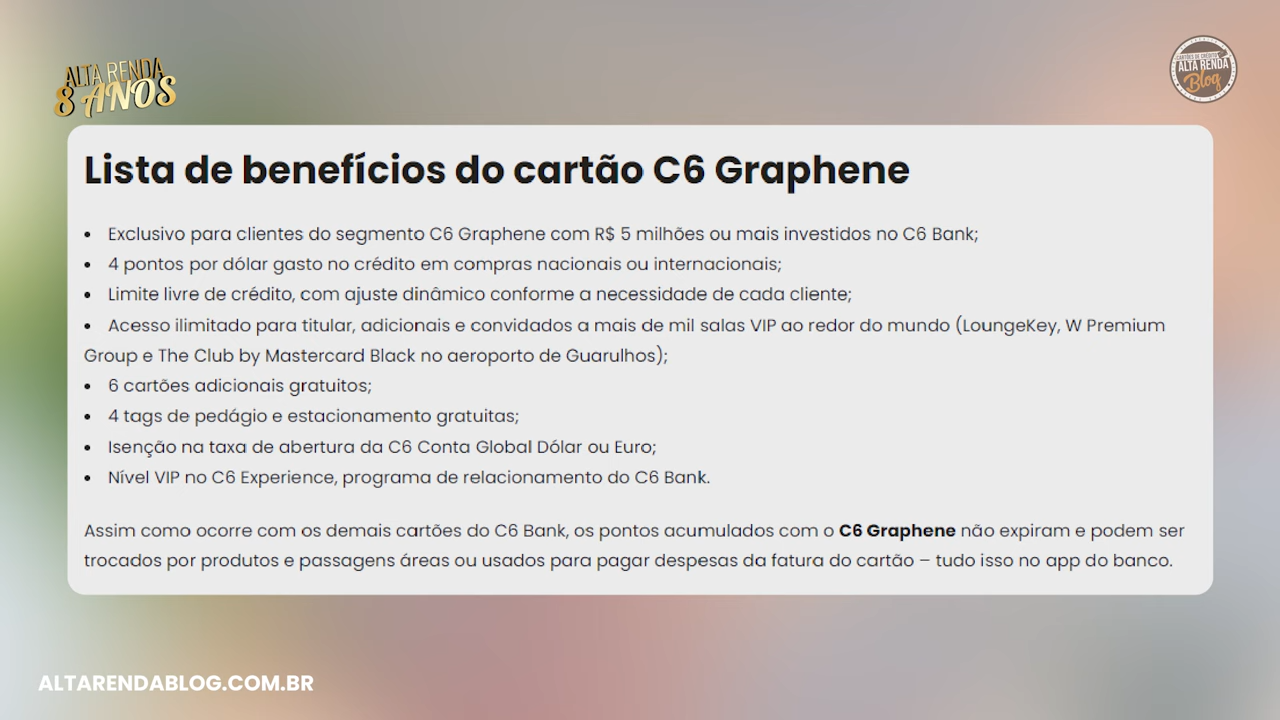 ALTA RENDA
8 ANOS
CARTÕES DE CRÉDITO
ALTA RENDA
Blog
Lista de benefícios do cartão C6 Graphene
• Exclusivo para clientes do segmento C6 Graphene com R$ 5 milhões ou mais investidos no C6 Bank;
• 4 pontos por dólar gasto no crédito em compras nacionais ou internacionais;
• Limite livre de crédito, com ajuste dinâmico conforme a necessidade de cada cliente;
• Acesso ilimitado para titular, adicionais e convidados a mais de mil salas VIP ao redor do mundo (LoungeKey, W Premium
Group e The Club by Mastercard Black no aeroporto de Guarulhos);
• 6 cartões adicionais gratuitos;
• 4 tags de pedágio e estacionamento gratuitas;
• Isenção na taxa de abertura da C6 Conta Global Dólar ou Euro;
• Nível VIP no C6 Experience, programa de relacionamento do C6 Bank.
Assim como ocorre com os demais cartões do C6 Bank, os pontos acumulados com o C6 Graphene não expiram e podem ser
trocados por produtos e passagens áreas ou usados para pagar despesas da fatura do cartão – tudo isso no app do banco.
ALTARENDABLOG.COM.BR